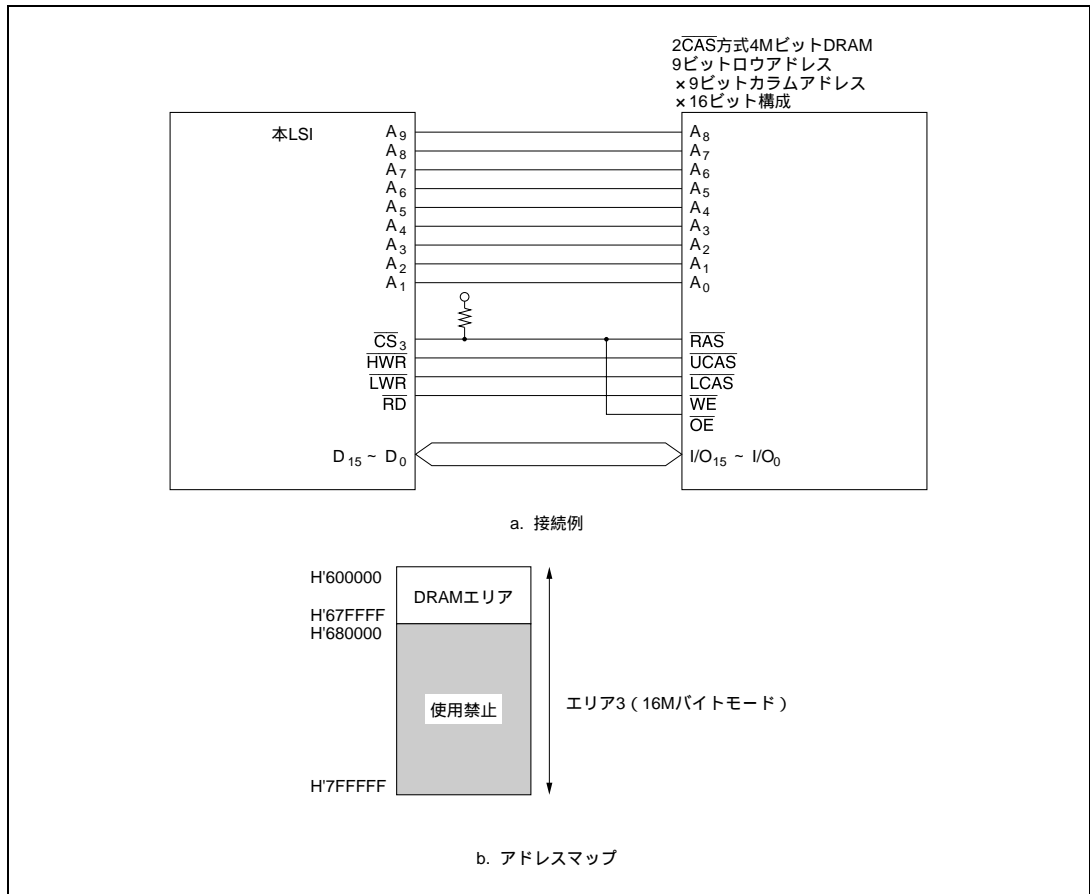 2CAS方式4MビットDRAM
9ビットロウアドレス
×9ビットカラムアドレス
×16ビット構成
本LSI
A9 A8
A8 A7
A7 A6
A6 A5
A5 A4
A4 A3
A3 A2
A2 A1
A1 A0
CS3 RAS
HWR UCAS
LWR LCAS
RD WE
OE
D15 ~ D0 I/O15 ~ I/O0
a. 接続例
H'600000
DRAMエリア
H'67FFFF
H'680000
使用禁止
エリア3(16Mバイトモード)
H'7FFFFF
b. アドレスマップ